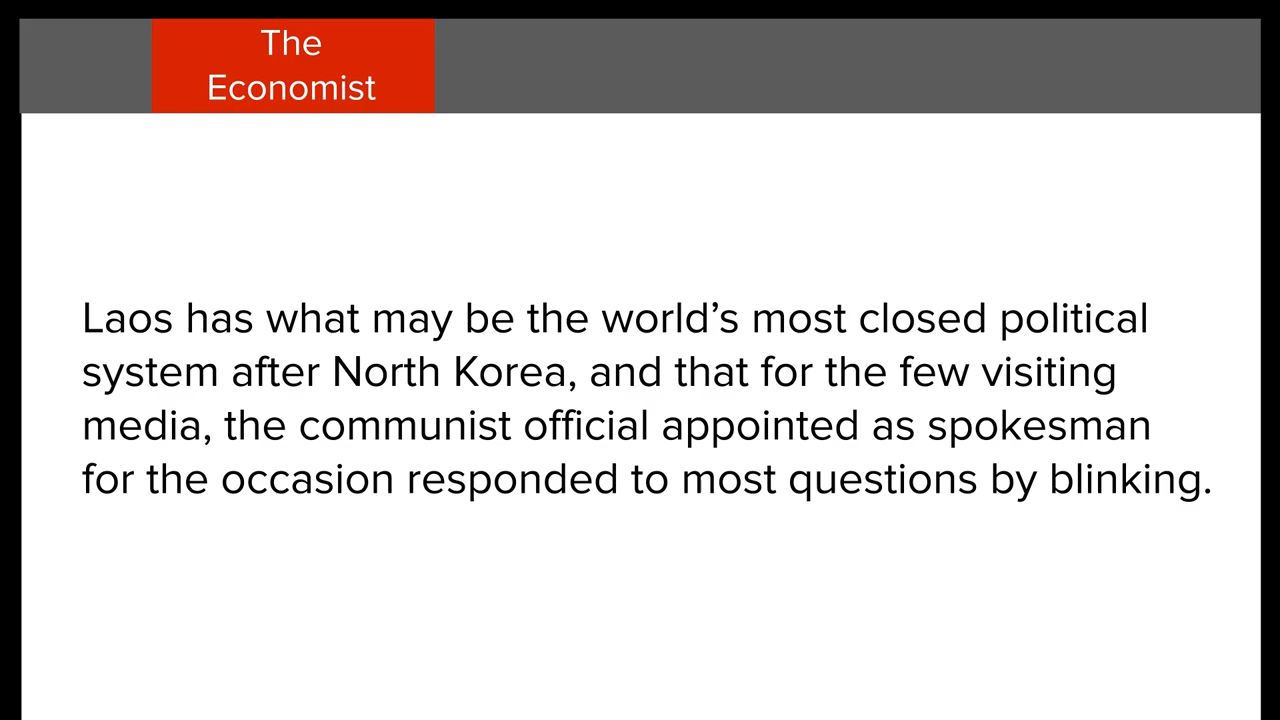 The
Economist
Laos has what may be the world’s most closed political
system after North Korea, and that for the few visiting
media, the communist official appointed as spokesman
for the occasion responded to most questions by blinking.